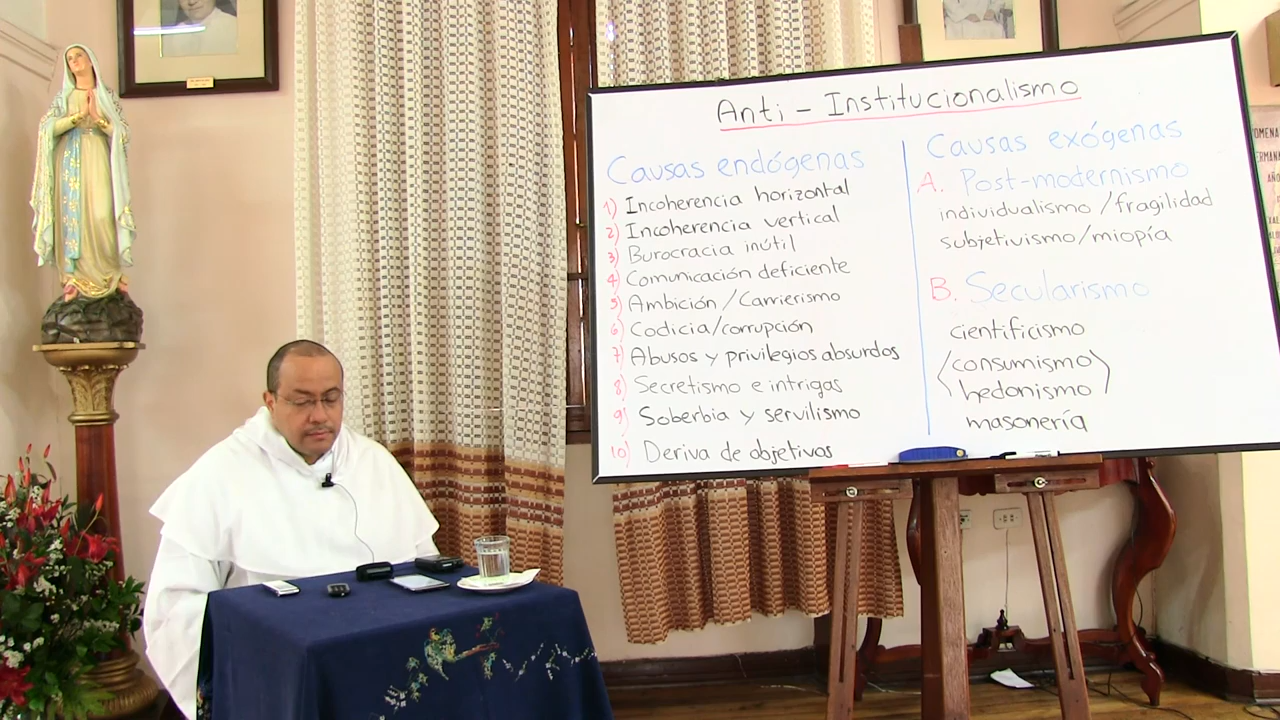 Anti - Institucionalismo
Causas endógenas
1) Incoherencia horizontal
2) Incoherencia vertical
3) Burocracia inútil
4) Comunicación deficiente
5) Ambición / Carrierismo
6) Codicia/corrupción
7) Abusos y privilegios absurdos
8) Secretismo e intrigas
9) Soberbia y servilismo
10) Deriva de objetivos
Causas exógenas
A. Post-modernismo
individualismo / fragilidad
subjetivismo/miopía
B. Secularismo
cientificismo
consumismo
hedonismo
masonería